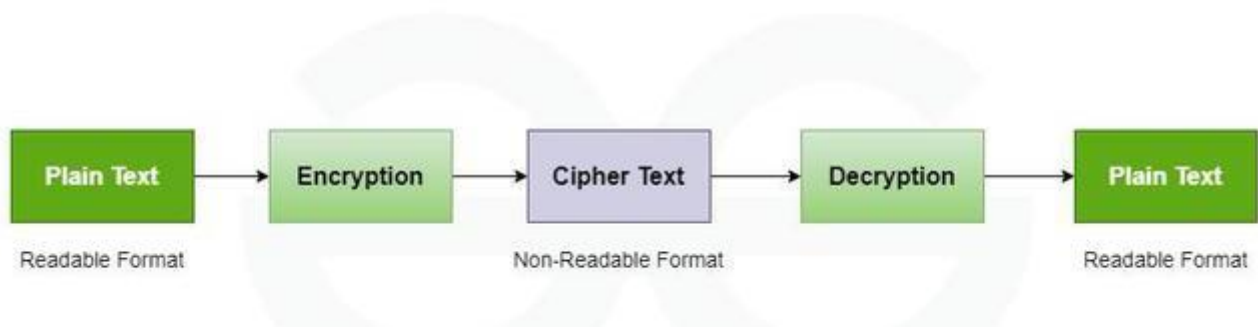 Plain Text
Encryption
Cipher Text
Decryption
Plain Text
Readable Format
Non-Readable Format
Readable Format